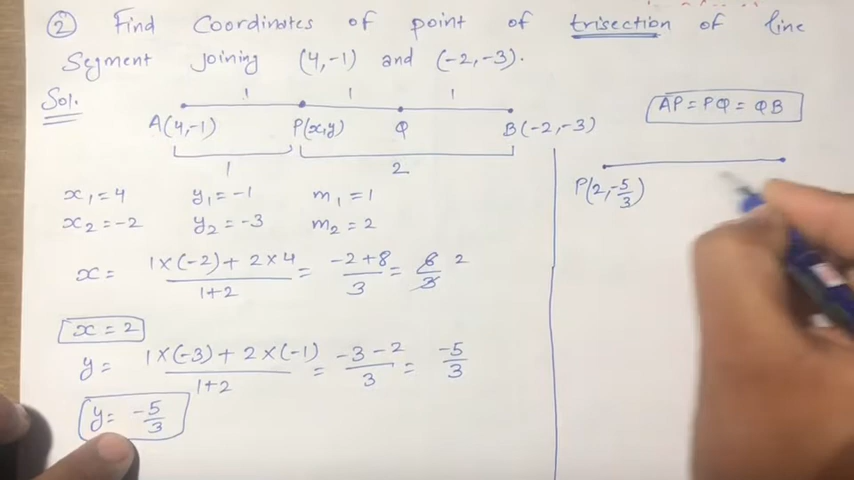 ② Find Coordinates of point of trisection of line
Segment joining (4,-1) and (-2,-3).
Sol.
1 1 1
A(4,-1) P(x,y) Q B(-2,-3)
1 2
x₁=4 y₁=-1 m₁=1
x₂=-2 y₂=-3 m₂=2
x= 1×(-2)+2×4/1+2 = -2+8/3 = 6/3 2
x=2
y= 1×(-3)+2×(-1)/1+2 = -3-2/3 = -5/3
y= -5/3
AP=PQ=QB
P(2,-5/3)